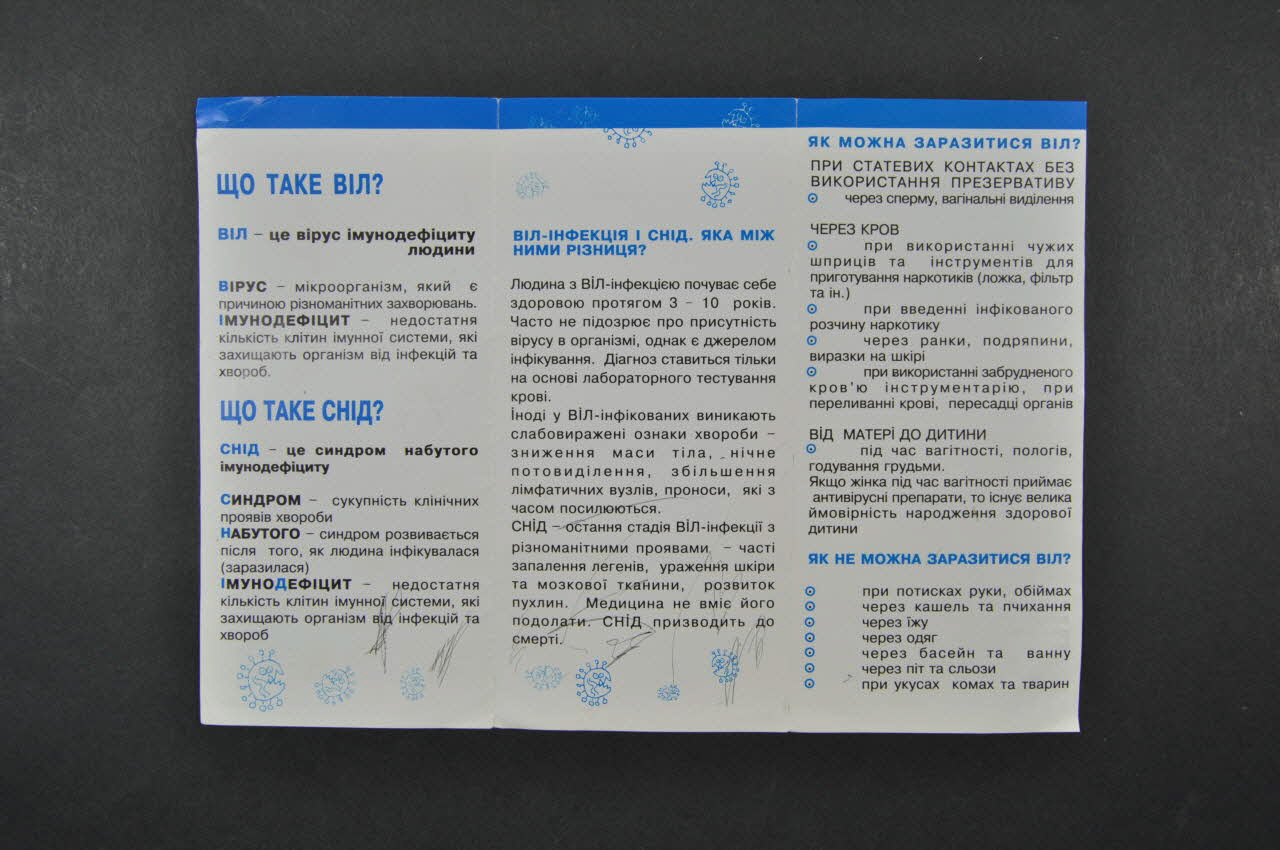 ЩО ТАКЕ ВІЛ?
ВІЛ – це вірус імунодефіциту
людини
ВІРУС – мікроорганізм, який є
причиною різноманітних захворювань.
ІМУНОДЕФІЦИТ – недостатня
кількість клітин імунної системи, які
захищають організм від інфекцій та
хвороб.
ЩО ТАКЕ СНІД?
СНІД – це синдром набутого
імунодефіциту
СИНДРОМ – сукупність клінічних
проявів хвороби
НАБУТОГО – синдром розвивається
після того, як людина інфікувалася
(заразилася)
ІМУНОДЕФІЦИТ – недостатня
кількість клітин імунної системи, які
захищають організм від інфекцій та
хвороб
ВІЛ-ІНФЕКЦІЯ І СНІД. ЯКА МІЖ
НИМИ РІЗНИЦЯ?
Людина з ВІЛ-інфекцією почуває себе
здоровою протягом 3 – 10 років.
Часто не підозрює про присутність
вірусу в організмі, однак є джерелом
інфікування. Діагноз ставиться тільки
на основі лабораторного тестування
крові.
Іноді у ВІЛ-інфікованих виникають
слабовиражені ознаки хвороби –
зниження маси тіла, нічне
потовиділення, збільшення
лімфатичних вузлів, проноси, які з
часом посилюються.
СНІД – остання стадія ВІЛ-інфекції з
різноманітними проявами – часті
запалення легенів, ураження шкіри
та мозкової тканини, розвиток
пухлин. Медицина не вміє його
подолати. СНІД призводить до
смерті.
ЯК МОЖНА ЗАРАЗИТИСЯ ВІЛ?
ПРИ СТАТЕВИХ КОНТАКТАХ БЕЗ
ВИКОРИСТАННЯ ПРЕЗЕРВАТИВУ
через сперму, вагінальні виділення
ЧЕРЕЗ КРОВ
при використанні чужих
шприців та інструментів для
приготування наркотиків (ложка, фільтр
та ін.)
при введенні інфікованого
розчину наркотику
через ранки, подряпини,
виразки на шкірі
при використанні забрудненого
кров'ю інструментарію, при
переливанні крові, пересадці органів
ВІД МАТЕРІ ДО ДИТИНИ
під час вагітності, пологів,
годування грудьми.
Якщо жінка під час вагітності приймає
антивірусні препарати, то існує велика
ймовірність народження здорової
дитини
ЯК НЕ МОЖНА ЗАРАЗИТИСЯ ВІЛ?
при потисках руки, обіймах
через кашель та пчихання
через їжу
через одяг
через басейн та ванну
через піт та сльози
при укусах комах та тварин